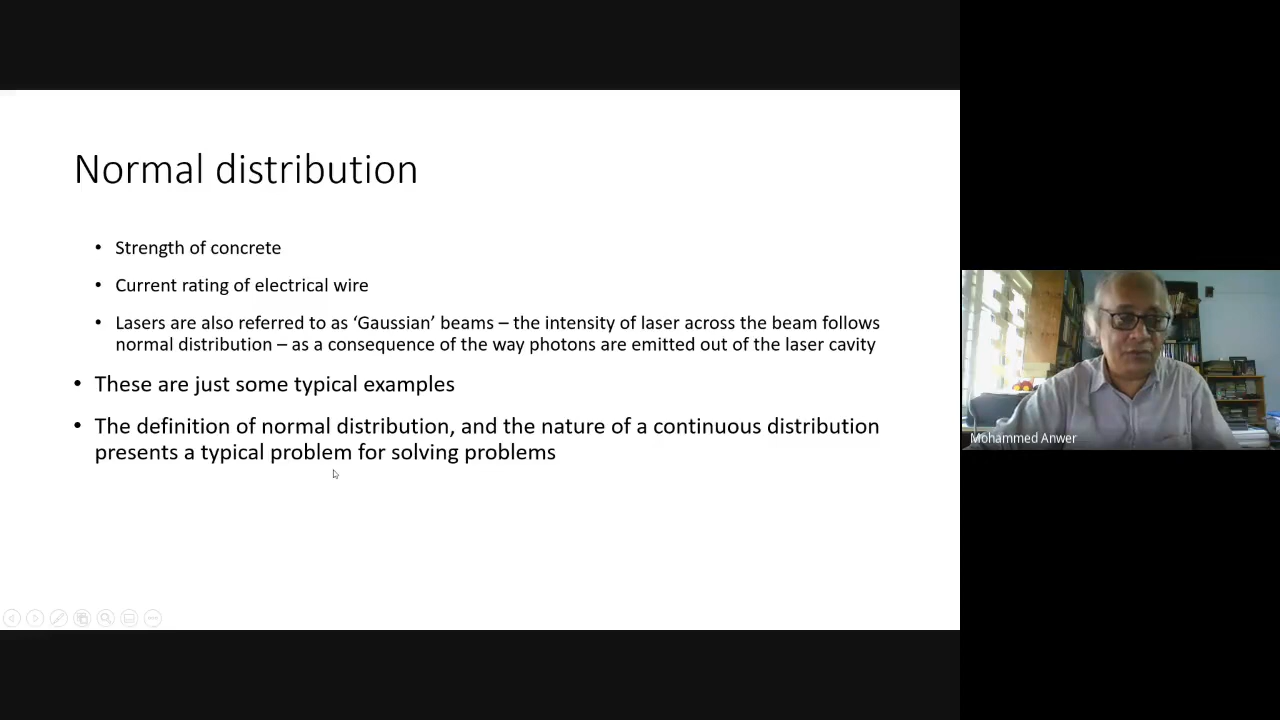 Normal distribution
• Strength of concrete
• Current rating of electrical wire
• Lasers are also referred to as ‘Gaussian’ beams – the intensity of laser across the beam follows
normal distribution – as a consequence of the way photons are emitted out of the laser cavity
• These are just some typical examples
• The definition of normal distribution, and the nature of a continuous distribution
presents a typical problem for solving problems
Mohammed Anwer